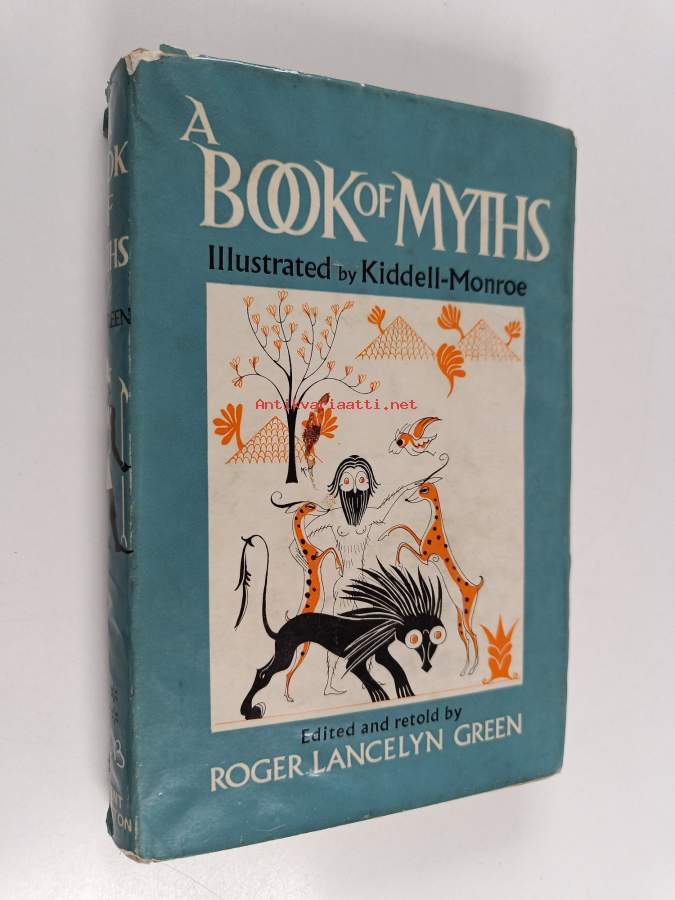 A
BOOK OF MYTHS
Illustrated by Kiddell-Monroe
Antikvariaatti.net
Edited and retold by
ROGER LANCELYN GREEN